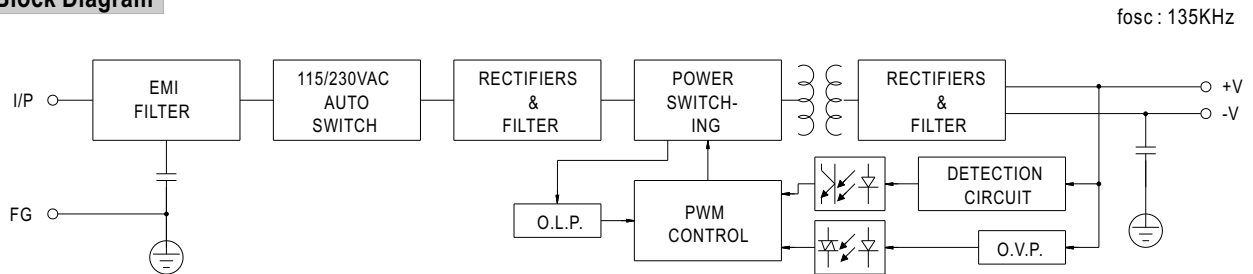 Block Diagram
fosc : 135KHz
I/P
EMI
FILTER
115/230VAC
AUTO
SWITCH
RECTIFIERS
&
FILTER
POWER
SWITCH-
ING
RECTIFIERS
&
FILTER
+V
-V
FG
O.L.P.
PWM
CONTROL
DETECTION
CIRCUIT
O.V.P.